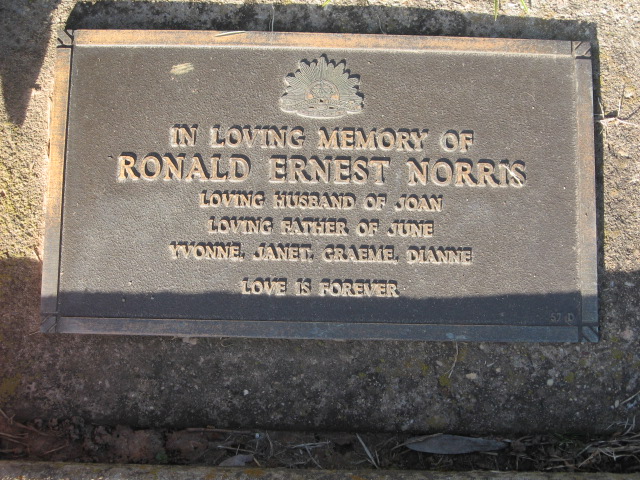 IN LOVING MEMORY OF
RONALD ERNEST NORRIS
LOVING HUSBAND OF JOAN
LOVING FATHER OF JUNE
YVONNE, JANET, GRAEME, DIANNE
LOVE IS FOREVER